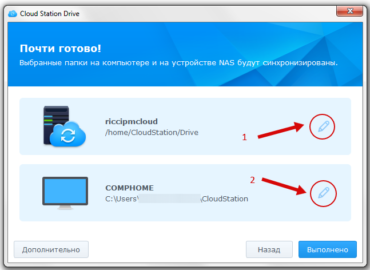 Cloud Station Drive
Почти готово!
Выбранные папки на компьютере и на устройстве NAS будут синхронизированы.
riccipmcloud
/home/CloudStation/Drive
1
2
COMPHOME
C:\Users\ \CloudStation
Дополнительно
Назад
Выполнено